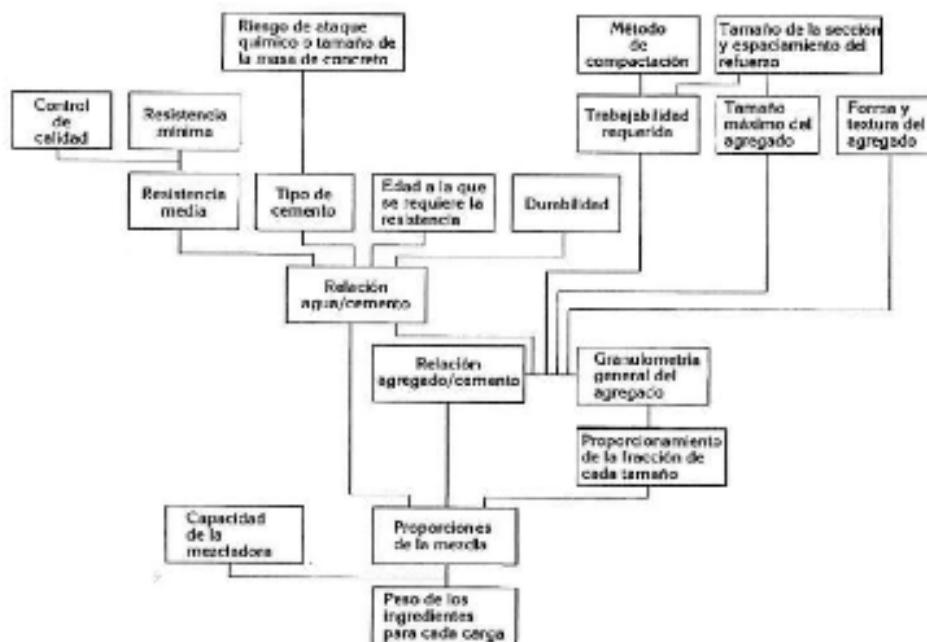 Riesgo de ataque
químico o tamaño de
la masa de concreto
Método
de
compactación
Tamaño de la sección
y espaciamiento del
refuerzo
Control
de
calidad
Resistencia
mínima
Trabajabilidad
requerida
Tamaño
máximo del
agregado
Forma y
textura del
agregado
Resistencia
media
Tipo de
cemento
Edad a la que
se requiere la
resistencia
Durabilidad
Relación
agua/cemento
Relación
agregado/cemento
Granulometría
general del
agregado
Proporcionamiento
de la fracción de
cada tamaño
Capacidad
de la
mezcladora
Proporciones
de la mezcla
Peso de los
ingredientes
para cada carga